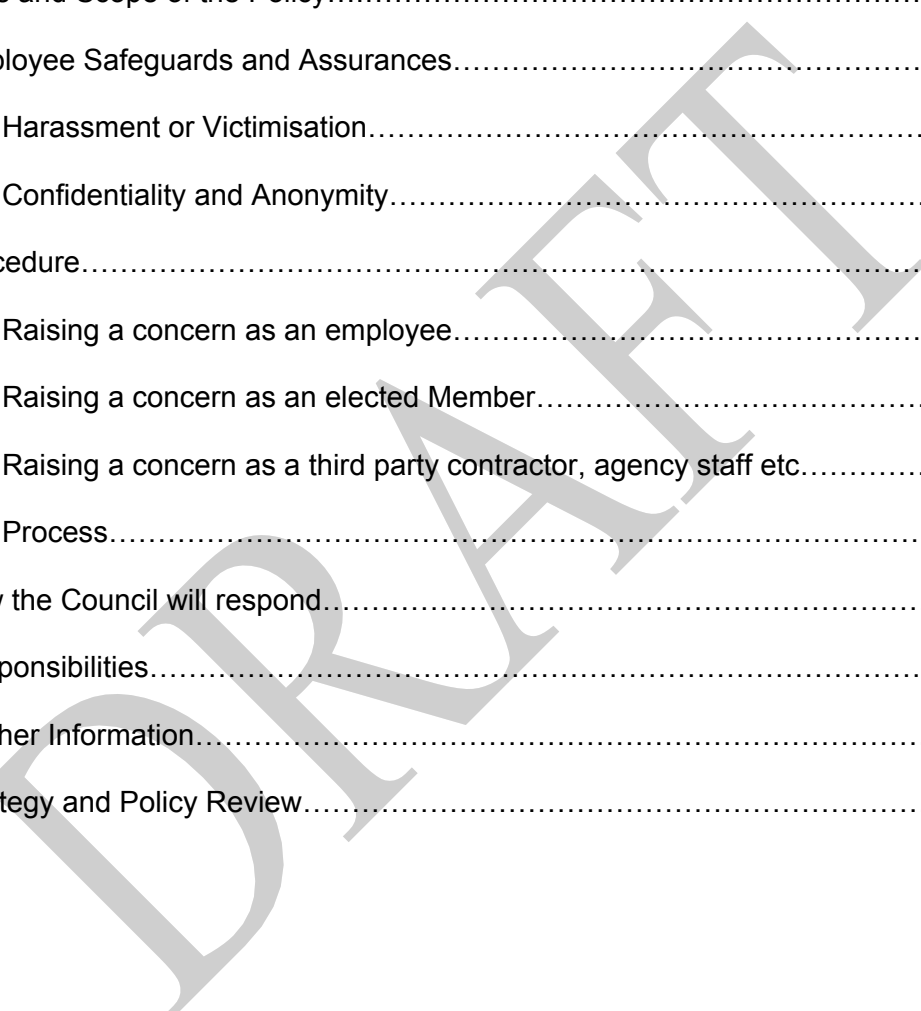 s and Scope of the Policy……………………………………………………………
ployee Safeguards and Assurances…………………………………………
Harassment or Victimisation……………………………………………………
Confidentiality and Anonymity…………………………………………………
cedure………………………………………………………………………………
Raising a concern as an employee……………………………………………
Raising a concern as an elected Member……………………………………
Raising a concern as a third party contractor, agency staff etc…………
Process……………………………………………………………………………
w the Council will respond……………………………………………………
ponsibilities………………………………………………………………………
ther Information…………………………………………………………………
tegy and Policy Review…………………………………………………………
DRAFT